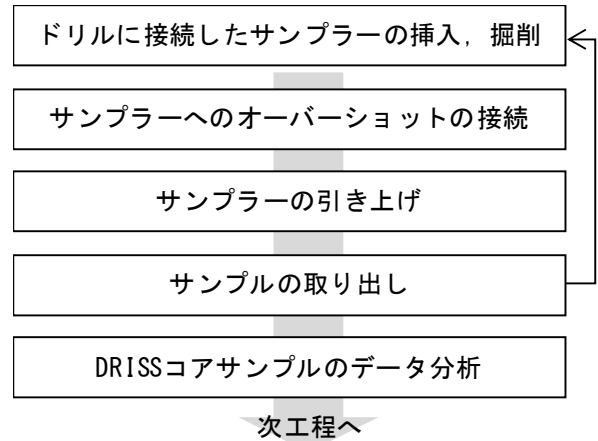 ドリルに接続したサンプラーの挿入，掘削
サンプラーへのオーバーショットの接続
サンプラーの引き上げ
サンプルの取り出し
DRISSコアサンプルのデータ分析
次工程へ